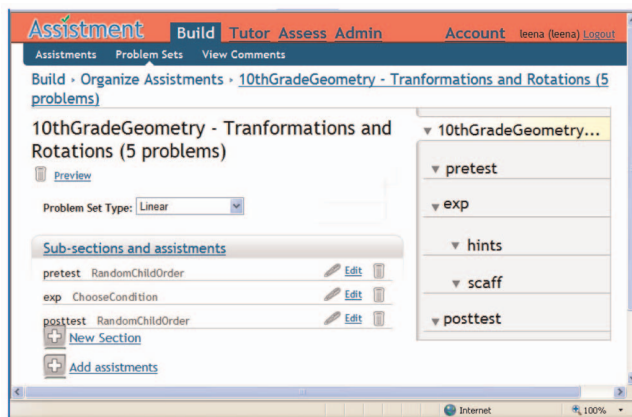 Assistment Build Tutor Assess Admin Account leena (leena) Logout
Assistments Problem Sets View Comments
Build › Organize Assistments › 10thGradeGeometry - Tranformations and Rotations (5
problems)
10thGradeGeometry - Tranformations and
Rotations (5 problems)
Preview
Problem Set Type: Linear
Sub-sections and assistments
pretest RandomChildOrder Edit
exp ChooseCondition Edit
posttest RandomChildOrder Edit
New Section
Add assistments
10thGradeGeometry...
pretest
exp
hints
scaff
posttest
Internet 100%